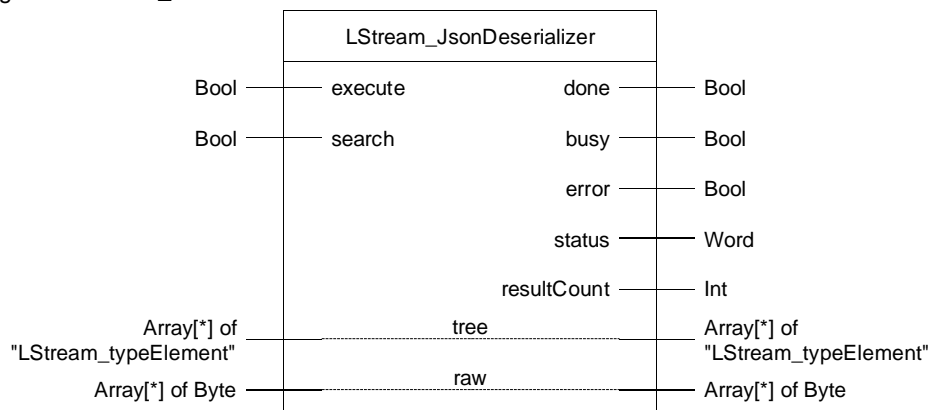 LStream_JsonDeserializer
Bool execute done Bool
Bool search busy Bool
error Bool
status Word
resultCount Int
Array[*] of tree Array[*] of
"LStream_typeElement" "LStream_typeElement"
Array[*] of Byte raw Array[*] of Byte